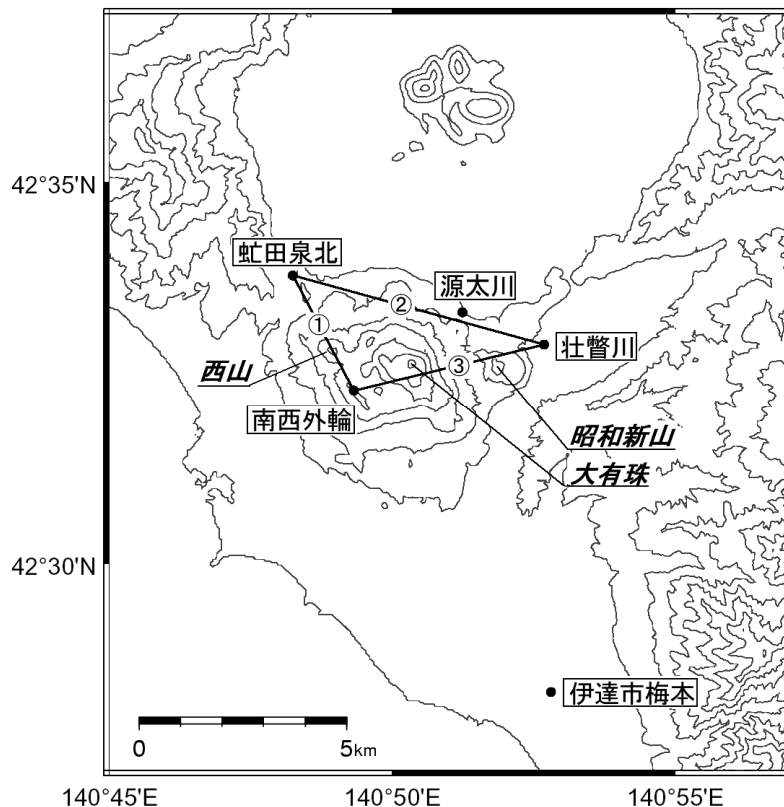 42°35'N
虻田泉北
源太川
②
①
壮瞥川
③
西山
南西外輪
昭和新山
大有珠
42°30'N
伊達市梅本
0
5km
140°45'E
140°50'E
140°55'E